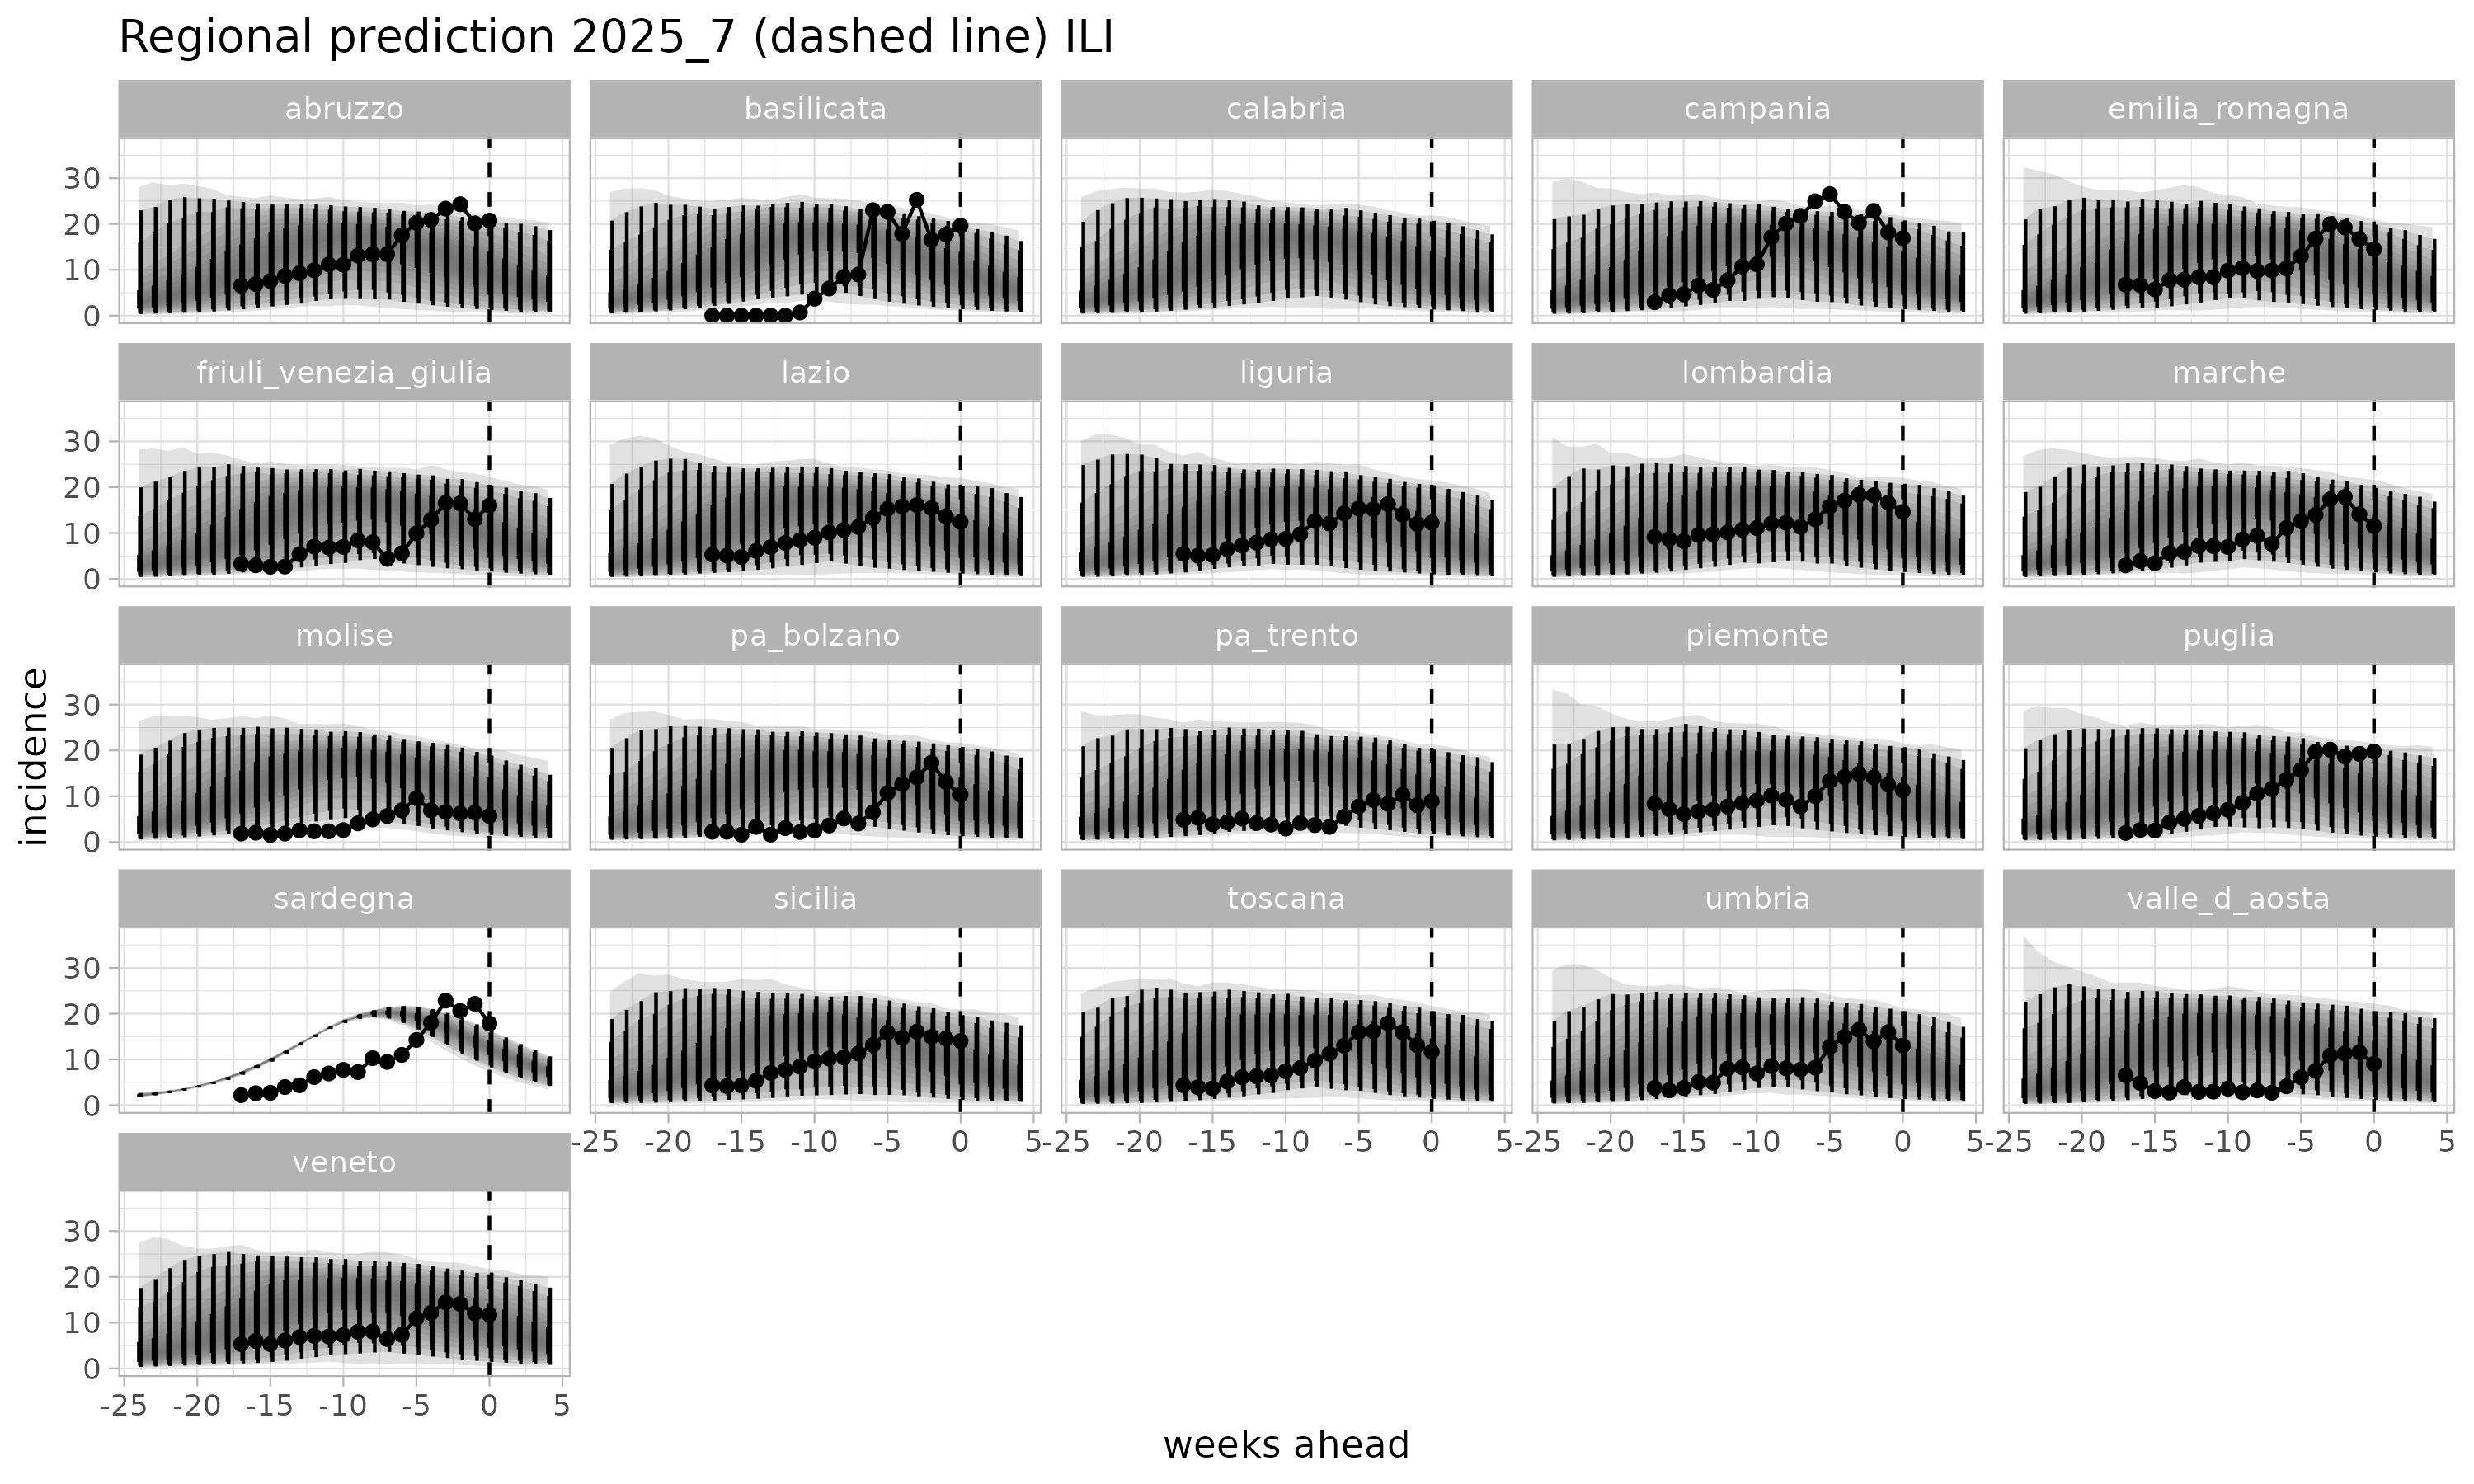 Regional prediction 2025_7 (dashed line) ILI
abruzzo basilicata calabria campania emilia_romagna
30
20
10
0
friuli_venezia_giulia lazio liguria lombardia marche
30
20
10
0
molise pa_bolzano pa_trento piemonte puglia
30
20
10
0
incidence
sardegna sicilia toscana umbria valle_d_aosta
30
20
10
0
-25 -20 -15 -10 -5 0 5 -25 -20 -15 -10 -5 0 5 -25 -20 -15 -10 -5 0 5 -25 -20 -15 -10 -5 0 5
veneto
30
20
10
0
-25 -20 -15 -10 -5 0 5
weeks ahead